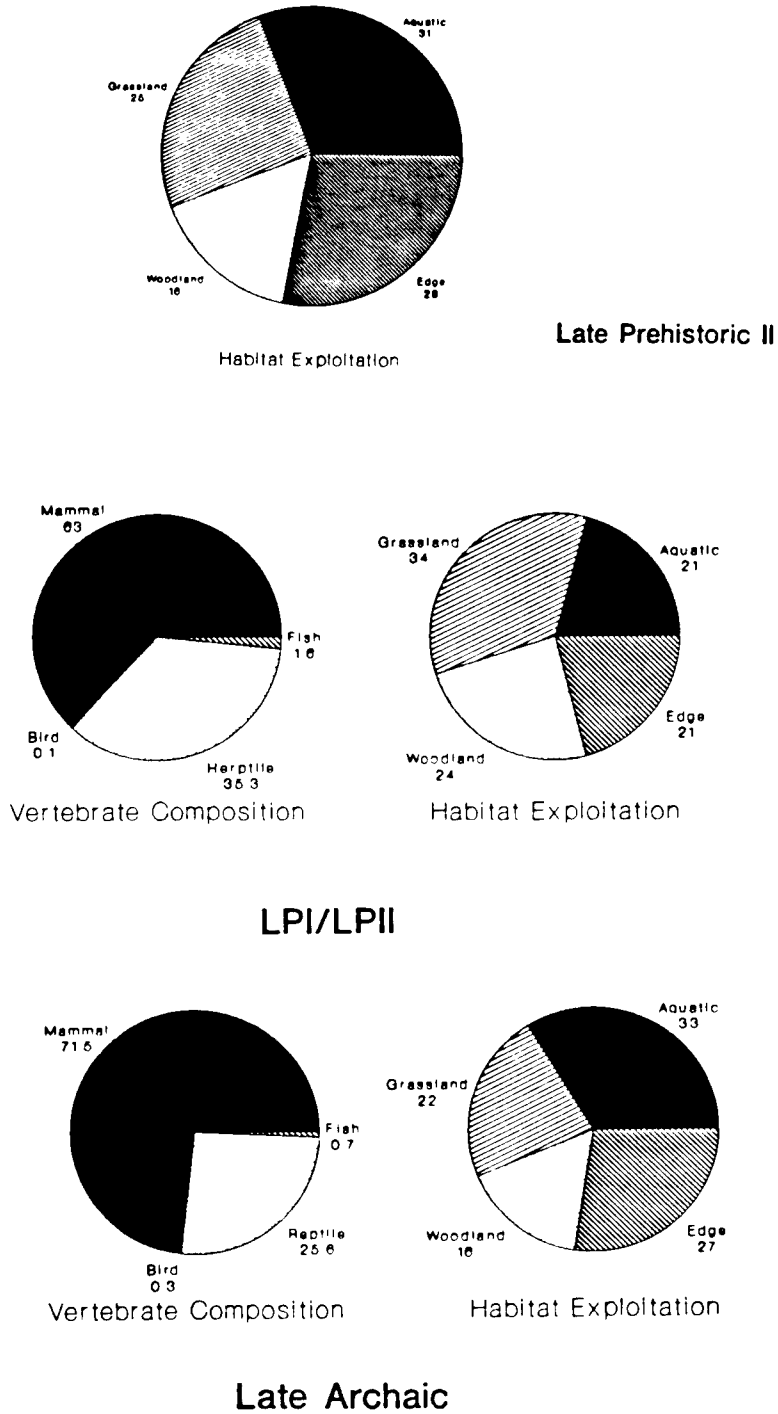 Aquatic
31
Grassland
25
Woodland
16
Edge
28
Habitat Exploitation
Late Prehistoric II
Mammal
63
Fish
1.6
Bird
0.1
Herptile
35.3
Vertebrate Composition
Grassland
34
Aquatic
21
Woodland
24
Edge
21
Habitat Exploitation
LPI/LPII
Mammal
71.5
Fish
0.7
Reptile
25.6
Bird
0.3
Vertebrate Composition
Aquatic
33
Grassland
22
Woodland
16
Edge
27
Habitat Exploitation
Late Archaic